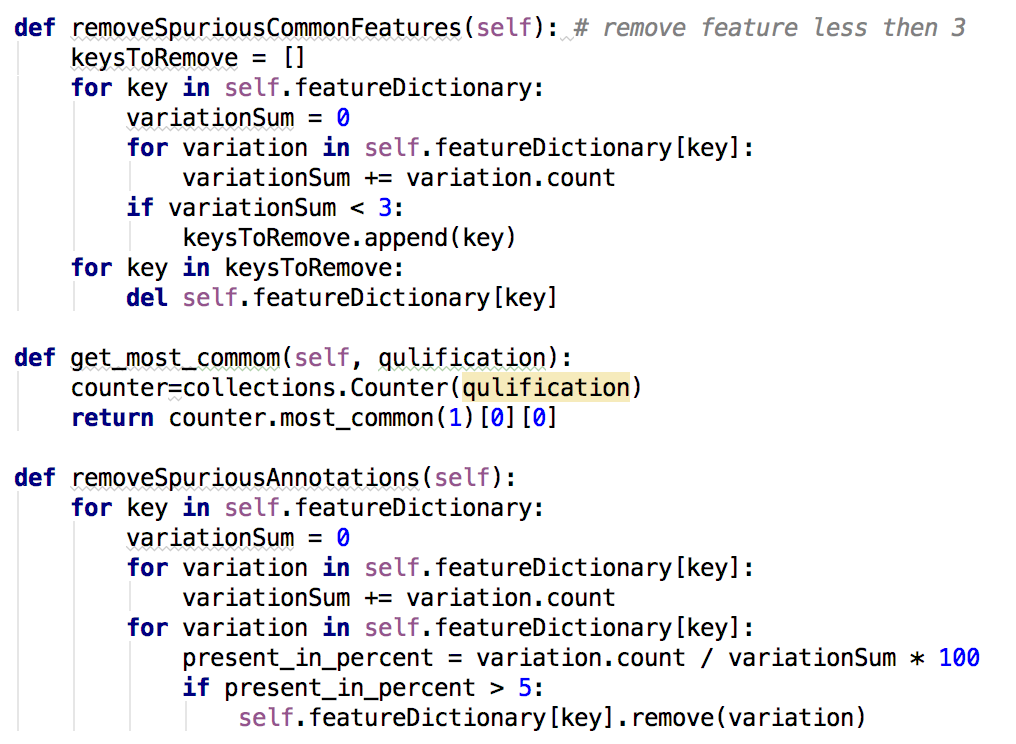 def removeSpuriousCommonFeatures(self): # remove feature less then 3
    keysToRemove = []
    for key in self.featureDictionary:
        variationSum = 0
        for variation in self.featureDictionary[key]:
            variationSum += variation.count
        if variationSum < 3:
            keysToRemove.append(key)
    for key in keysToRemove:
        del self.featureDictionary[key]

def get_most_commom(self, qulification):
    counter=collections.Counter(qulification)
    return counter.most_common(1)[0][0]

def removeSpuriousAnnotations(self):
    for key in self.featureDictionary:
        variationSum = 0
        for variation in self.featureDictionary[key]:
            variationSum += variation.count
        for variation in self.featureDictionary[key]:
            present_in_percent = variation.count / variationSum * 100
            if present_in_percent > 5:
                self.featureDictionary[key].remove(variation)